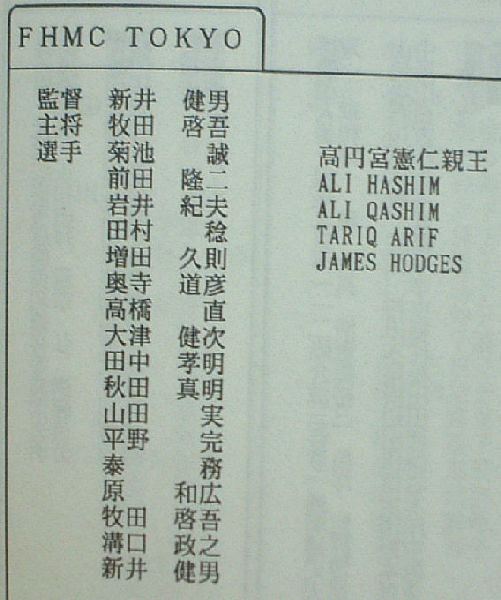 FHMC TOKYO
監督 新井 健男
主将 牧田 啓吾
選手 菊池 誠
前田 隆二
岩井 紀夫
田村 稔
増田 久則
奥寺 道彦
高橋 直
大津 健次
田中 孝明
秋田 真明
山田 実
平野 完
泰 務
原 和広
牧田 啓吾
溝口 政之
新井 健男
高円宮憲仁親王
ALI HASHIM
ALI QASHIM
TARIQ ARIF
JAMES HODGES